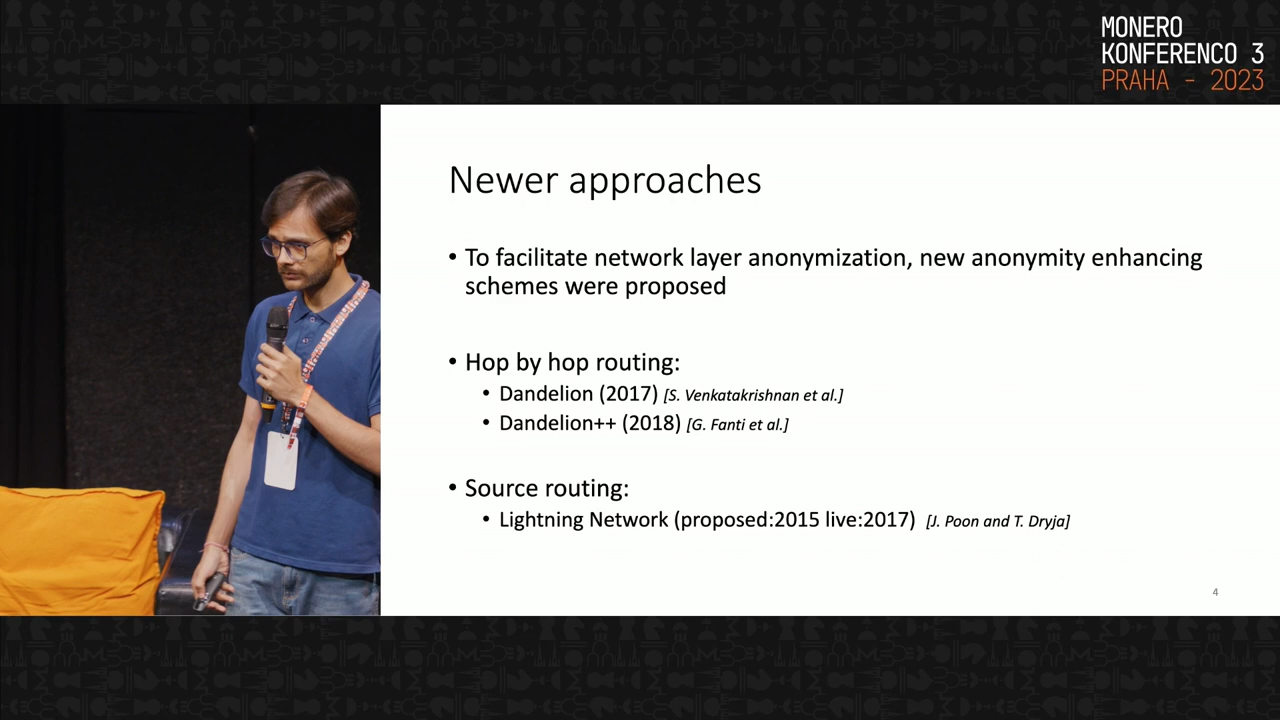 MONERO
KONFERENCO 3
PRAHA - 2023
Newer approaches
• To facilitate network layer anonymization, new anonymity enhancing
schemes were proposed
• Hop by hop routing:
• Dandelion (2017) [S. Venkatakrishnan et al.]
• Dandelion++ (2018) [G. Fanti et al.]
• Source routing:
• Lightning Network (proposed:2015 live:2017) [J. Poon and T. Dryja]
4